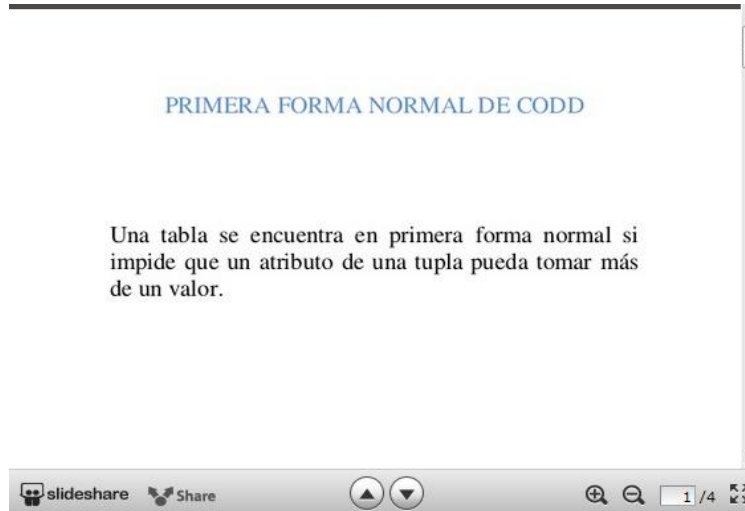 PRIMERA FORMA NORMAL DE CODD
Una tabla se encuentra en primera forma normal si
impide que un atributo de una tupla pueda tomar más
de un valor.
slideshare Share 1 /4